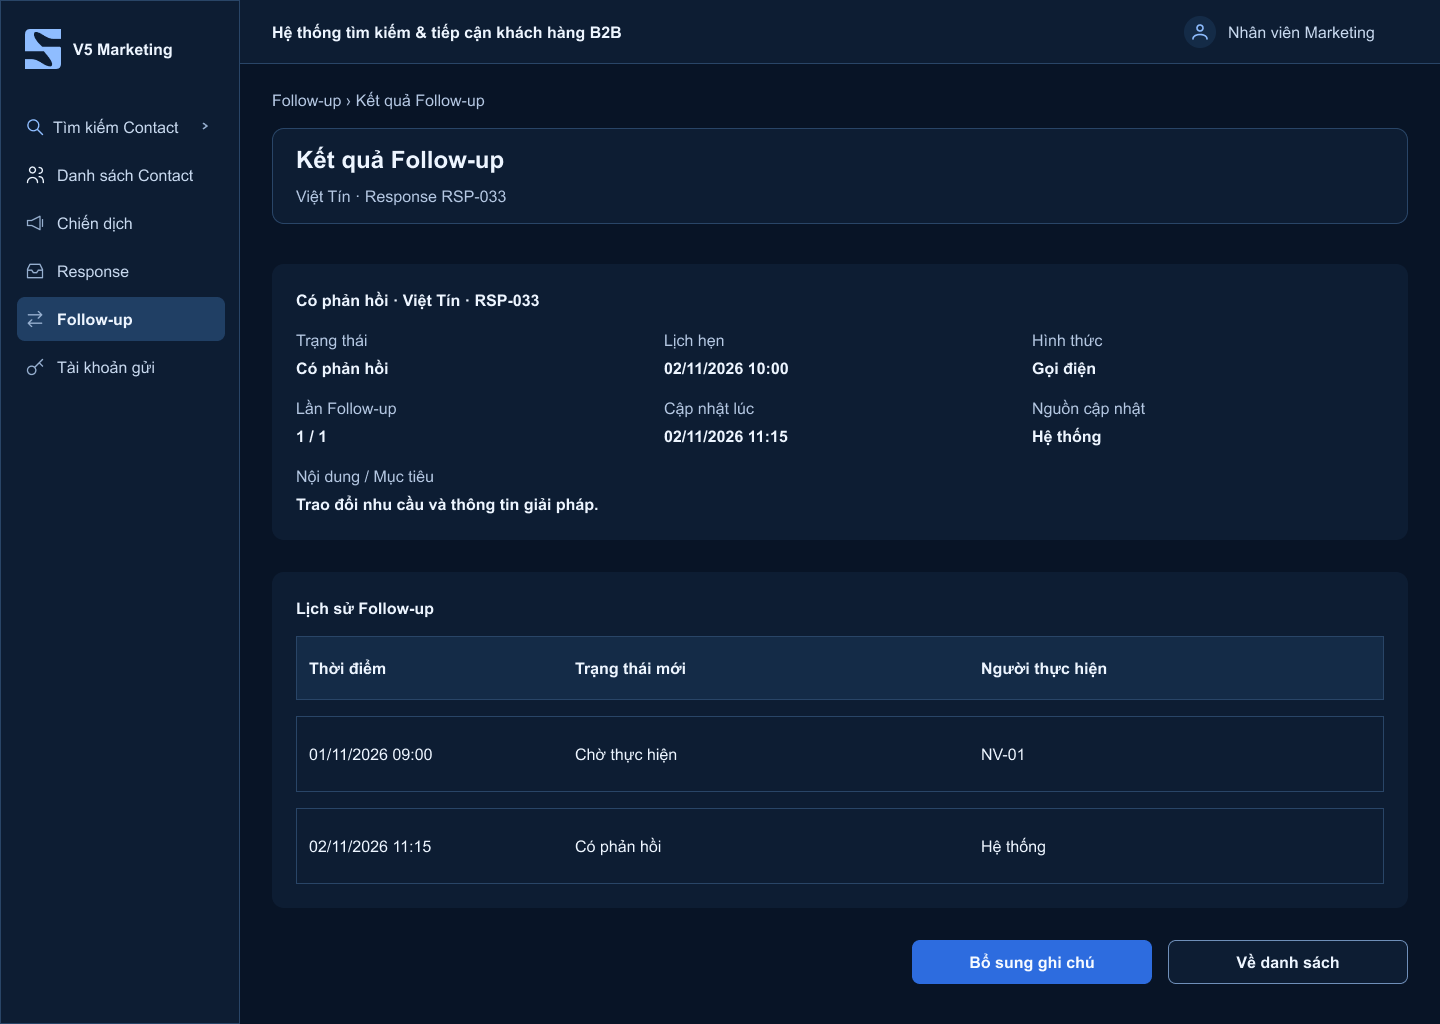 V5 Marketing
Hệ thống tìm kiếm & tiếp cận khách hàng B2B
Nhân viên Marketing
Tìm kiếm Contact
Danh sách Contact
Chiến dịch
Response
Follow-up
Tài khoản gửi
Follow-up › Kết quả Follow-up
Kết quả Follow-up
Việt Tín · Response RSP-033
Có phản hồi · Việt Tín · RSP-033
Trạng thái
Lịch hẹn
Hình thức
Có phản hồi
02/11/2026 10:00
Gọi điện
Lần Follow-up
Cập nhật lúc
Nguồn cập nhật
1 / 1
02/11/2026 11:15
Hệ thống
Nội dung / Mục tiêu
Trao đổi nhu cầu và thông tin giải pháp.
Lịch sử Follow-up
Thời điểm
Trạng thái mới
Người thực hiện
01/11/2026 09:00
Chờ thực hiện
NV-01
02/11/2026 11:15
Có phản hồi
Hệ thống
Bổ sung ghi chú
Về danh sách